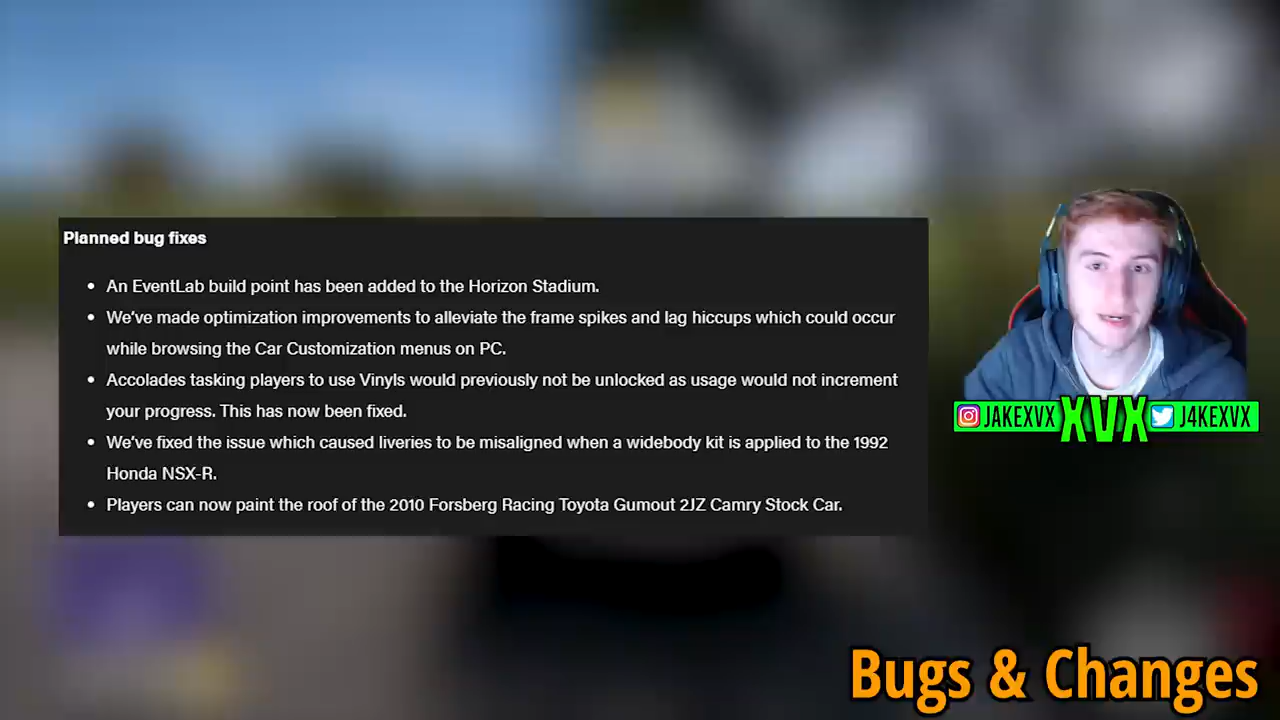 Planned bug fixes
• An EventLab build point has been added to the Horizon Stadium.
• We've made optimization improvements to alleviate the frame spikes and lag hiccups which could occur
while browsing the Car Customization menus on PC.
• Accolades tasking players to use Vinyls would previously not be unlocked as usage would not increment
your progress. This has now been fixed.
• We've fixed the issue which caused liveries to be misaligned when a widebody kit is applied to the 1992
Honda NSX-R.
• Players can now paint the roof of the 2010 Forsberg Racing Toyota Gumout 2JZ Camry Stock Car.
JAKEXVX XVX J4KEXVX
Bugs & Changes